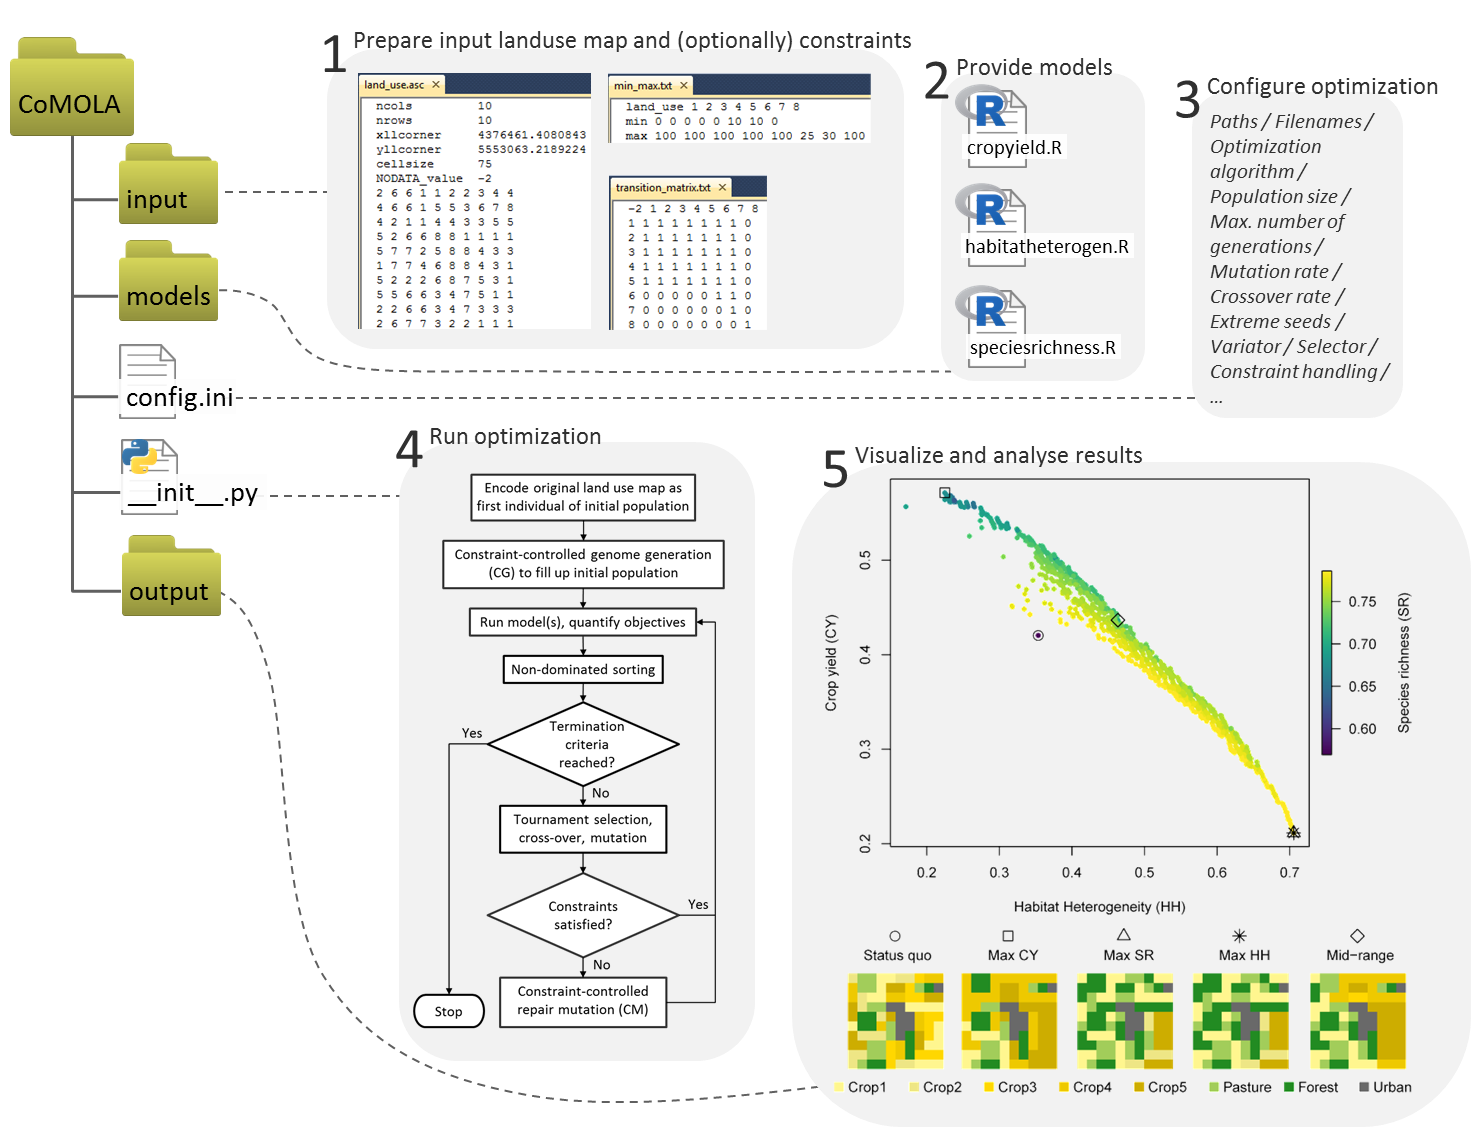 CoMOLA
input
models
config.ini
__init__.py
output
1 Prepare input landuse map and (optionally) constraints
land_use.asc ×
ncols 10
nrows 10
xllcorner 4376461.4080843
yllcorner 5553063.2189224
cellsize 75
NODATA_value -2
2 6 6 1 1 2 2 3 4 4
4 6 6 1 5 5 3 6 7 8
4 2 1 1 4 4 3 3 5 5
5 2 6 6 8 8 1 1 1 1
5 7 7 2 5 8 8 4 3 3
1 7 7 4 6 8 8 4 3 1
5 2 2 2 6 8 7 5 3 1
5 5 6 6 3 4 7 5 1 1
2 2 6 6 3 4 7 3 3 3
2 6 7 7 3 2 2 1 1 1
min_max.txt ×
land_use 1 2 3 4 5 6 7 8
min 0 0 0 0 0 10 10 0
max 100 100 100 100 100 25 30 100
transition_matrix.txt ×
-2 1 2 3 4 5 6 7 8
1 1 1 1 1 1 1 1 0
2 1 1 1 1 1 1 1 0
3 1 1 1 1 1 1 1 0
4 1 1 1 1 1 1 1 0
5 1 1 1 1 1 1 1 0
6 0 0 0 0 0 1 1 0
7 0 0 0 0 0 0 1 0
8 0 0 0 0 0 0 0 1
2 Provide models
R
cropyield.R
R
habitatheterogen.R
R
speciesrichness.R
3 Configure optimization
Paths / Filenames /
Optimization
algorithm /
Population size /
Max. number of
generations /
Mutation rate /
Crossover rate /
Extreme seeds /
Variator / Selector /
Constraint handling /
...
4 Run optimization
Encode original land use map as
first individual of initial population
Constraint-controlled genome generation
(CG) to fill up initial population
Run model(s), quantify objectives
Non-dominated sorting
Termination
criteria
reached?
Yes
No
Tournament selection,
cross-over, mutation
Constraints
satisfied?
Yes
No
Constraint-controlled
repair mutation (CM)
Stop
5 Visualize and analyse results
Crop yield (CY)
0.5
0.4
0.3
0.2
0.2 0.3 0.4 0.5 0.6 0.7
Habitat Heterogeneity (HH)
0.75
0.70
0.65
0.60
Species richness (SR)
Status quo Max CY Max SR Max HH Mid−range
Crop1 Crop2 Crop3 Crop4 Crop5 Pasture Forest Urban